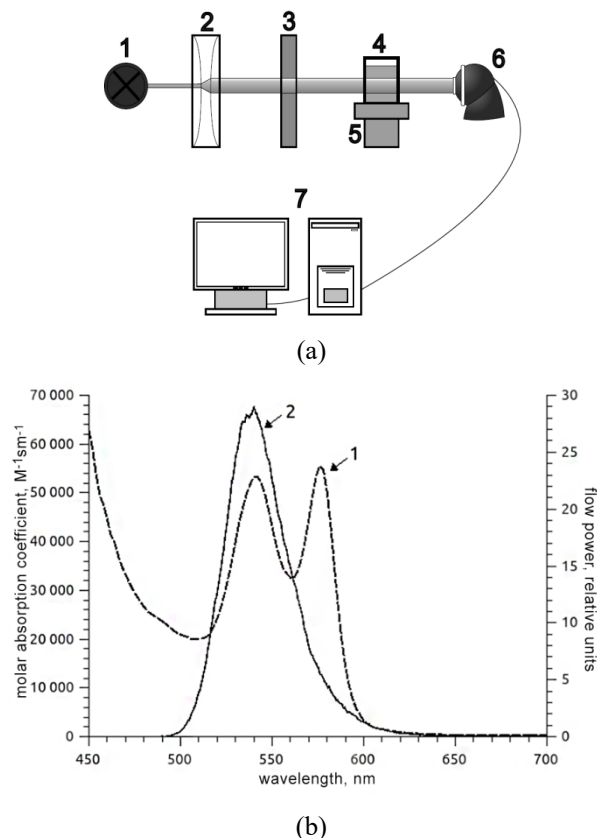 1 2 3 4 5 6
7
(a)
70 000 60 000 50 000 40 000 30 000 20 000 10 000 0
molar absorption coefficient, M⁻¹sm⁻¹
2
1
30 25 20 15 10 5 0
flow power, relative units
450 500 550 600 650 700
wavelength, nm
(b)